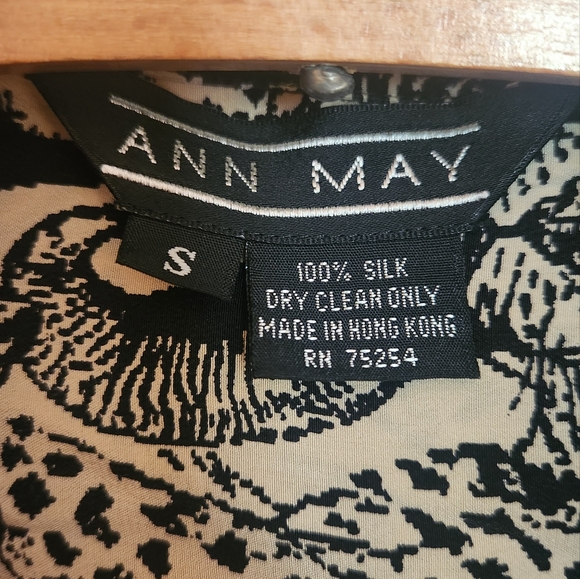 ANN MAY
S
100% SILK
DRY CLEAN ONLY
MADE IN HONG KONG
RN 75254